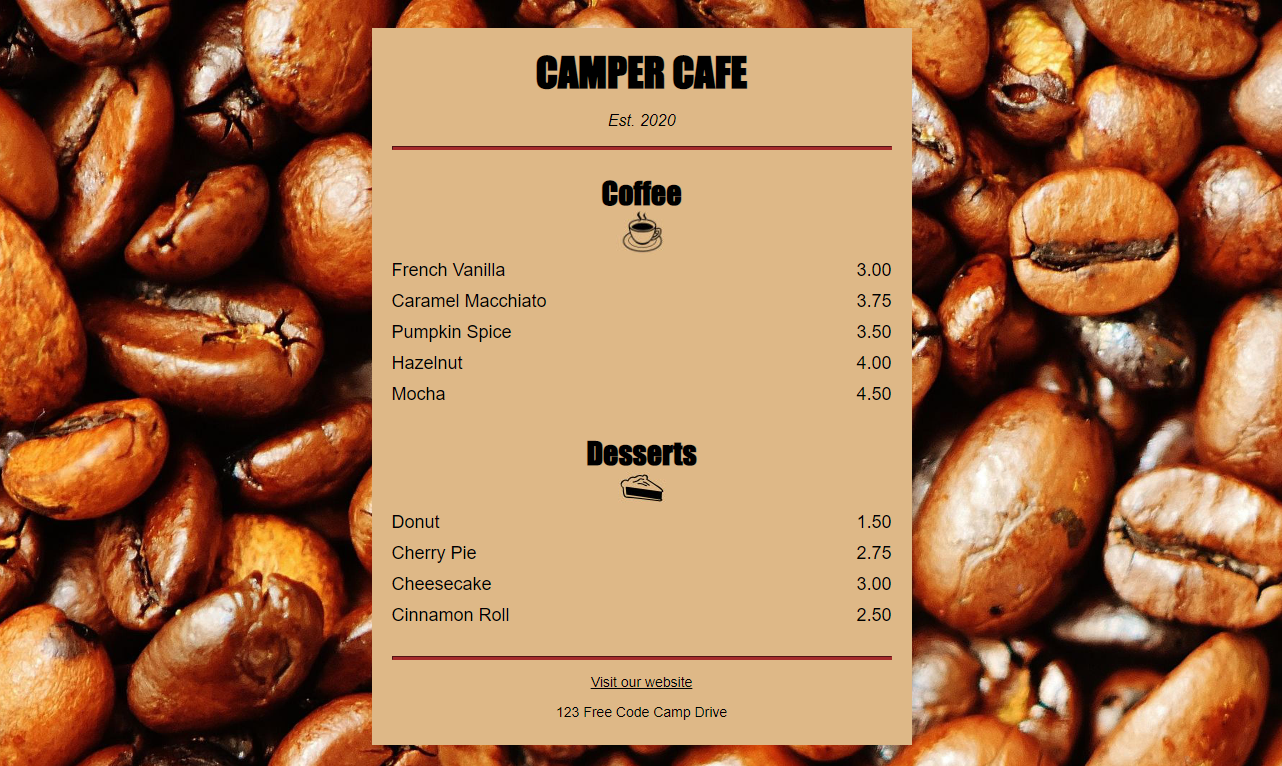 CAMPER CAFE
Est. 2020
Coffee
French Vanilla 3.00
Caramel Macchiato 3.75
Pumpkin Spice 3.50
Hazelnut 4.00
Mocha 4.50
Desserts
Donut 1.50
Cherry Pie 2.75
Cheesecake 3.00
Cinnamon Roll 2.50
Visit our website
123 Free Code Camp Drive